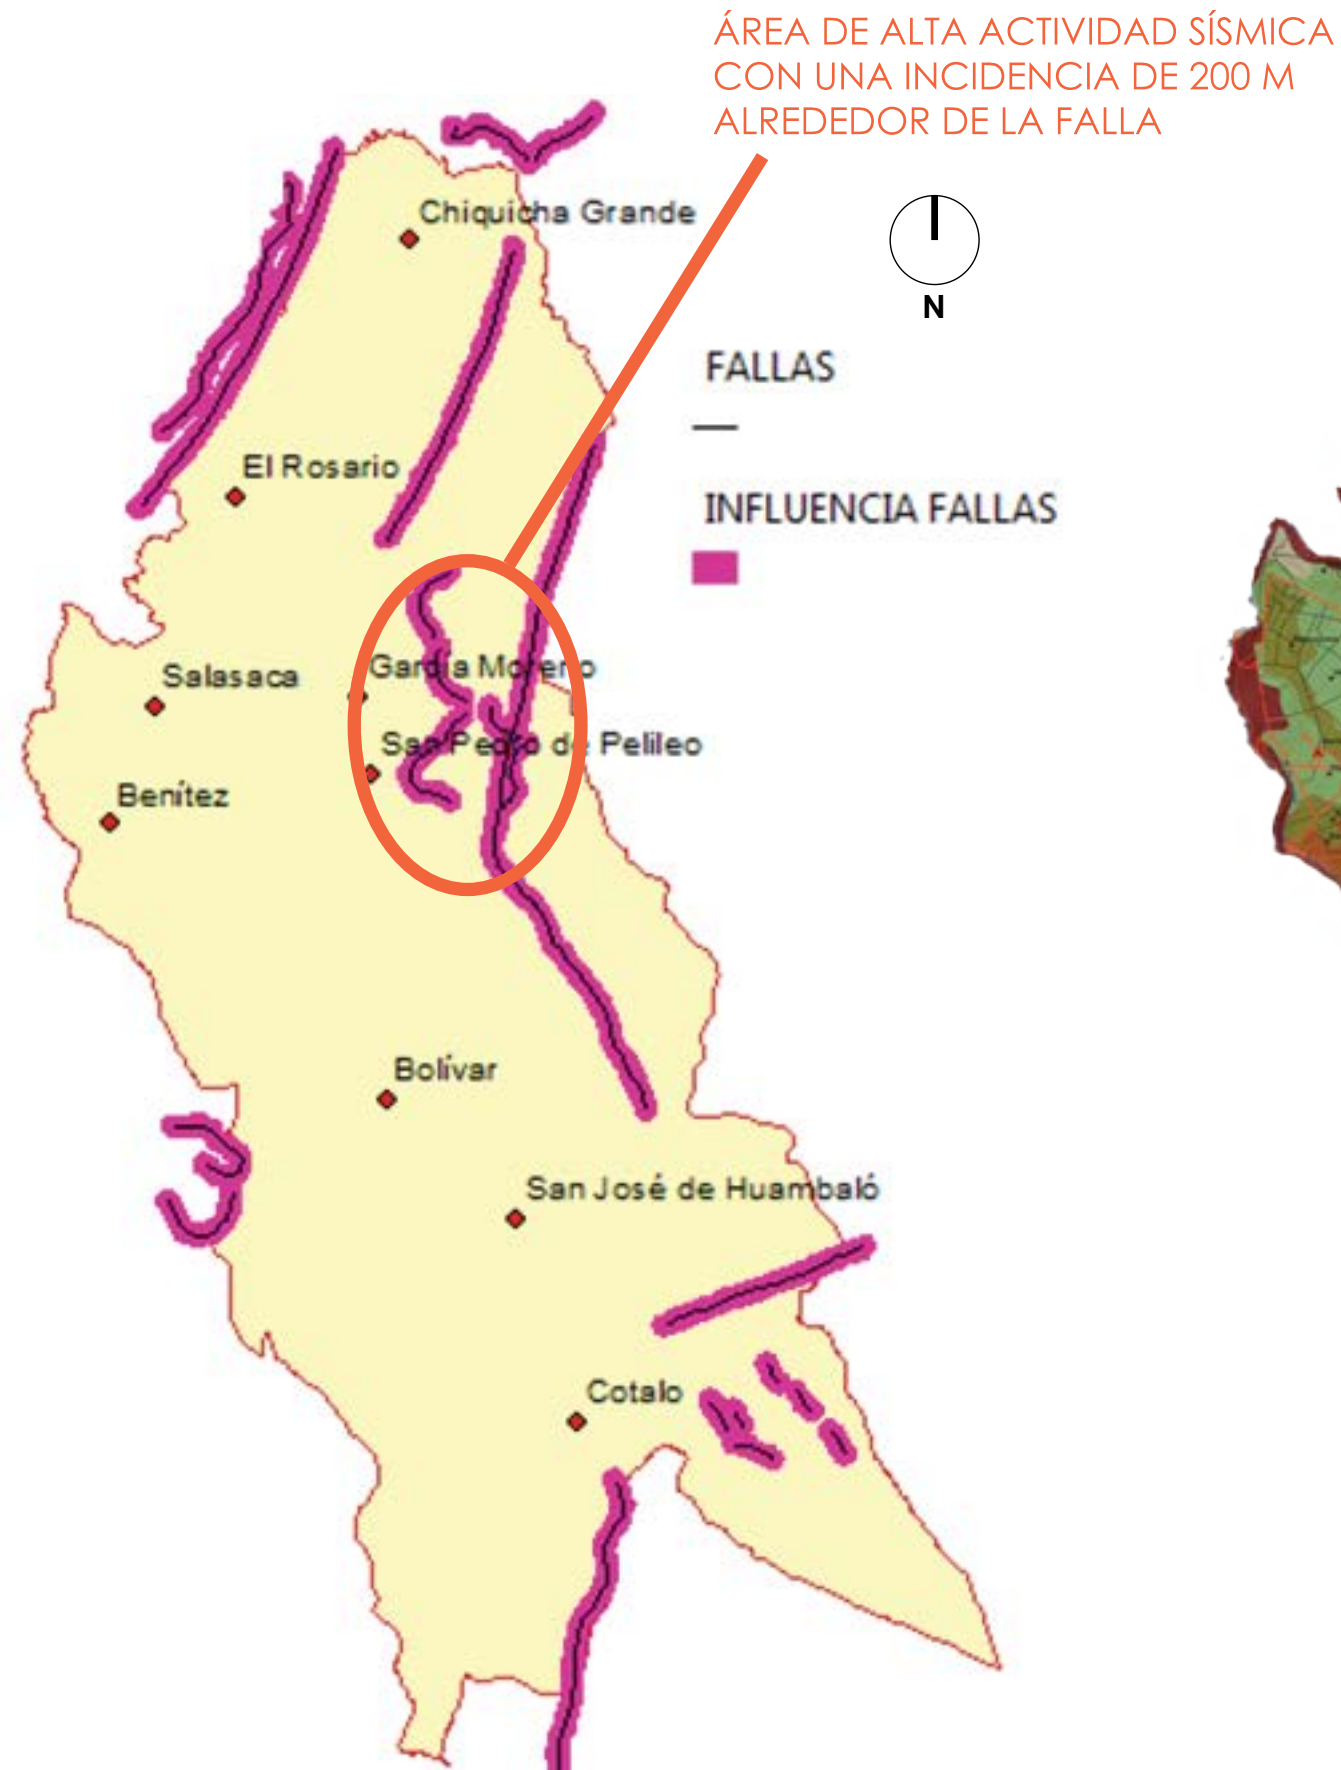 ÁREA DE ALTA ACTIVIDAD SÍSMICA
CON UNA INCIDENCIA DE 200 M
ALREDEDOR DE LA FALLA
Chiquicha Grande
N
FALLAS
El Rosario
INFLUENCIA FALLAS
García Moreno
Salasaca
San Pedro de Pelileo
Benítez
Bolívar
San José de Huambaló
Cotalo